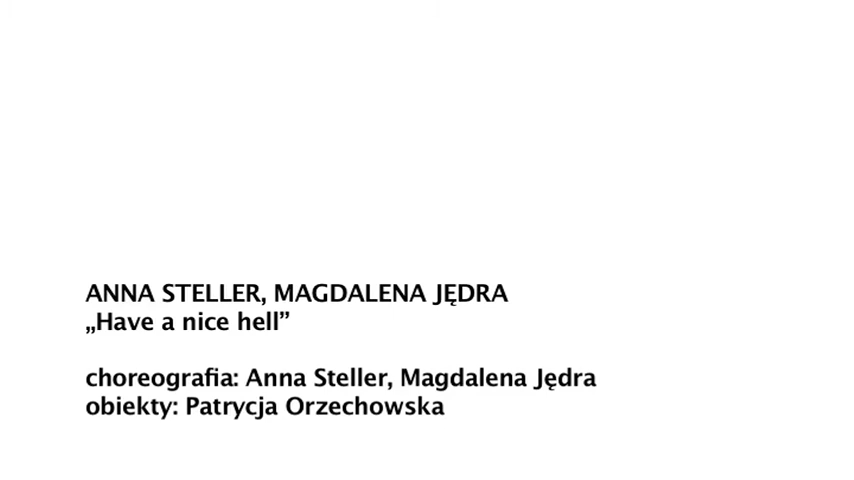 ANNA STELLER, MAGDALENA JĘDRA
„Have a nice hell”
choreografia: Anna Steller, Magdalena Jędra
obiekty: Patrycja Orzechowska